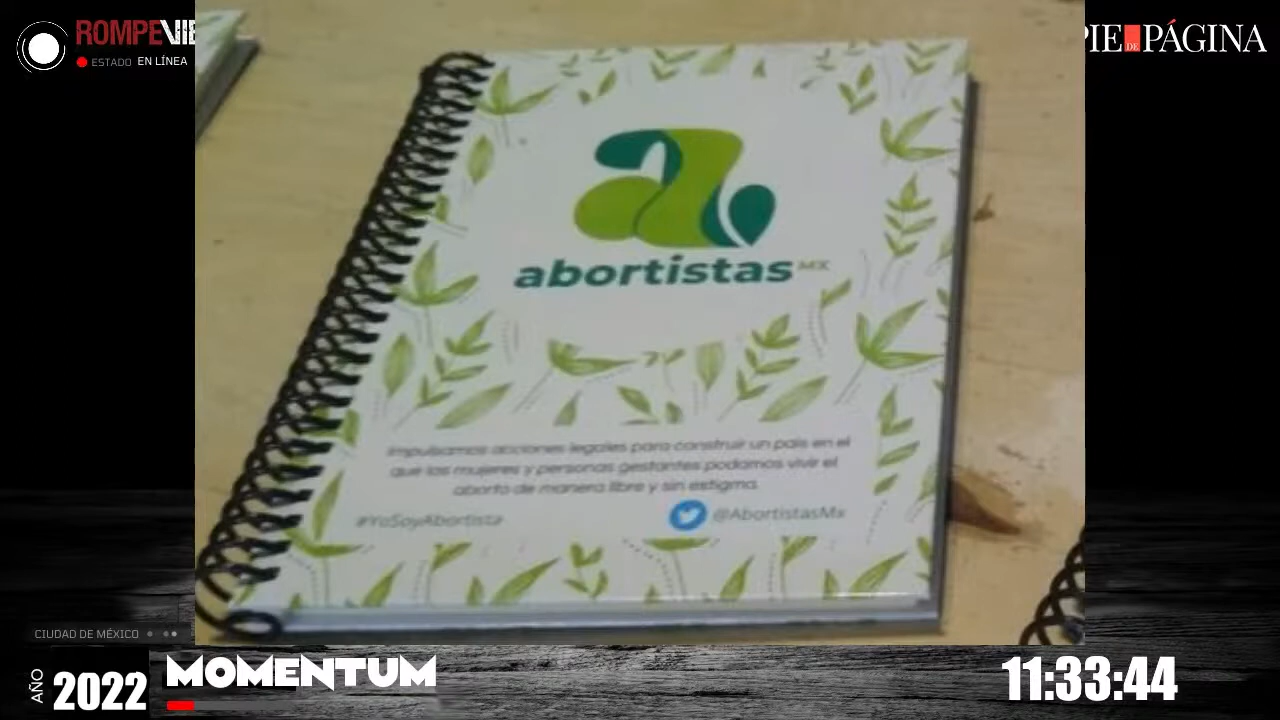 ROMPEVIE
ESTADO EN LÍNEA
PIE DE PÁGINA
abortistas MX
Impulsamos acciones legales para construir un país en el
que las mujeres y personas gestantes podamos vivir el
aborto de manera libre y sin estigma.
#YoSoyAbortista
@AbortistasMx
CIUDAD DE MÉXICO
AÑO
2022
MOMENTUM
11:33:44